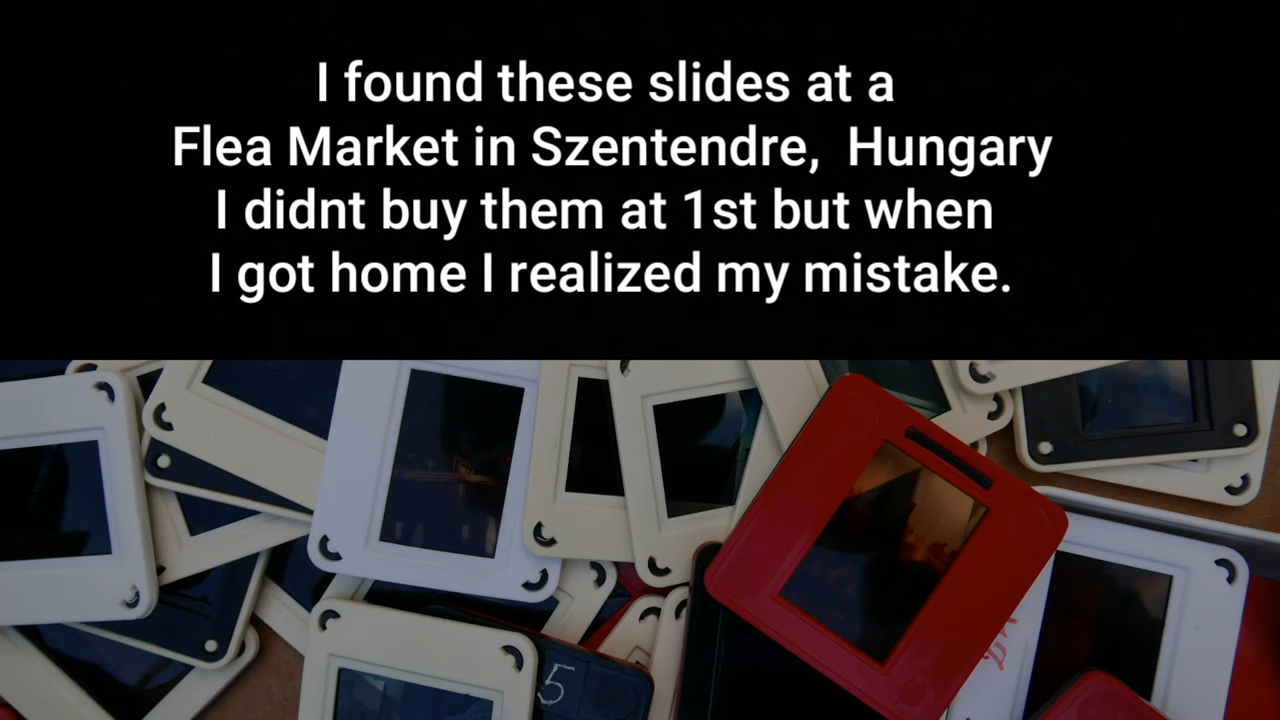 I found these slides at a
Flea Market in Szentendre, Hungary
I didnt buy them at 1st but when
I got home I realized my mistake.
5